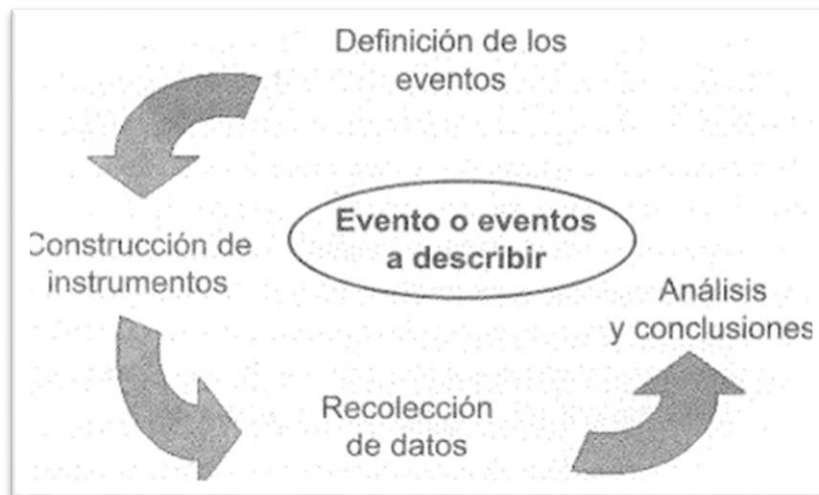 Definición de los
eventos
Evento o eventos
a describir
Construcción de
instrumentos
Análisis
y conclusiones
Recolección
de datos